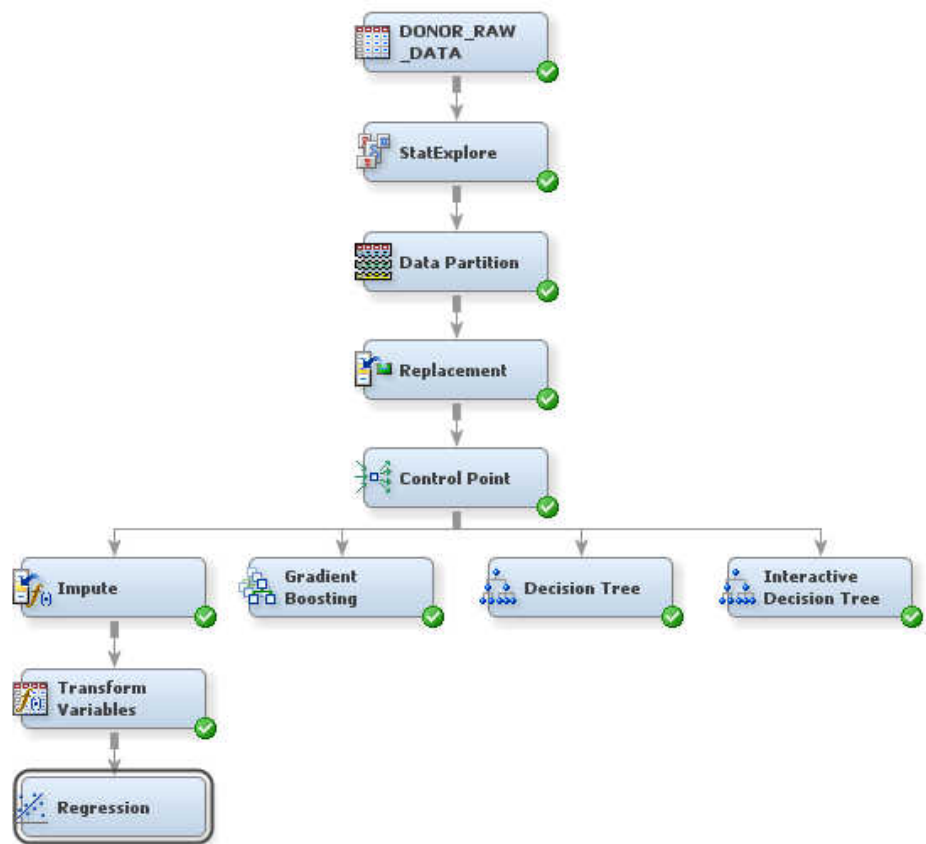 DONOR_RAW
_DATA
StatExplore
Data Partition
Replacement
Control Point
Impute
Gradient
Boosting
Decision Tree
Interactive
Decision Tree
Transform
Variables
Regression